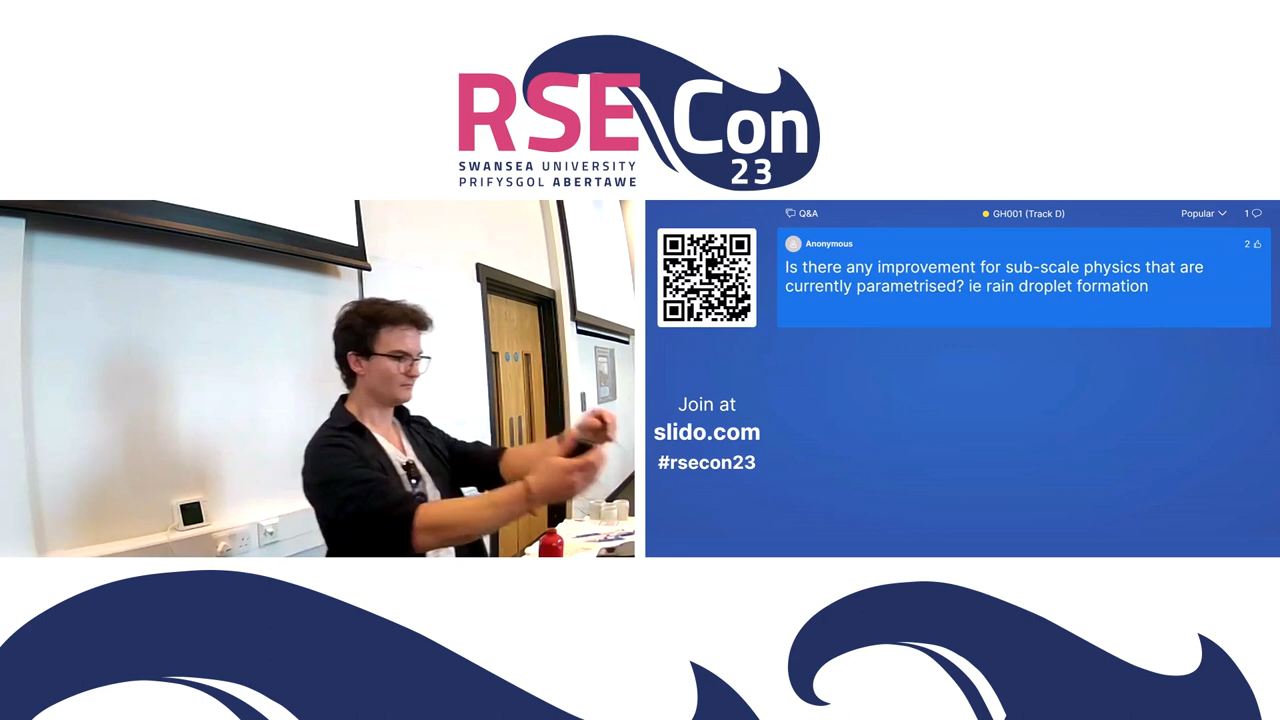 RSE Con
23
SWANSEA UNIVERSITY
PRIFYSGOL ABERTAWE
Q&A
GH001 (Track D)
Popular
1
Anonymous
2
Is there any improvement for sub-scale physics that are
currently parametrised? ie rain droplet formation
Join at
slido.com
#rsecon23